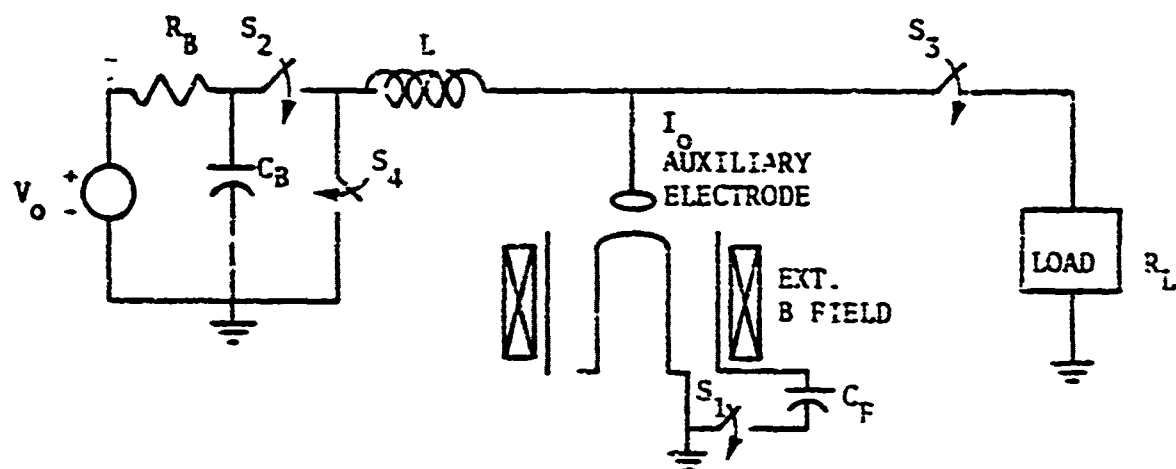 R_B
S_2
L
S_3
I_o
AUXILIARY
ELECTRODE
C_B
S_4
V_o
+
-
LOAD
R_L
EXT.
B FIELD
S_1
C_F